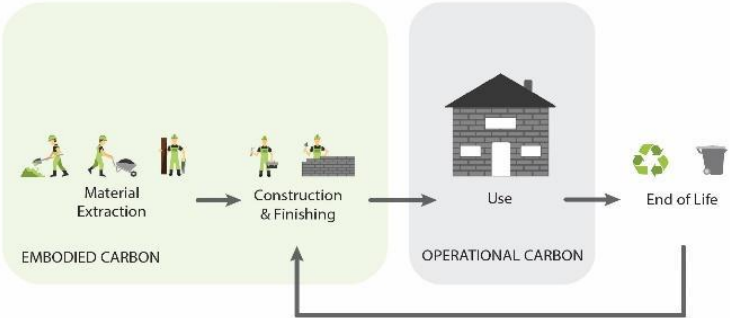 Material
Extraction
Construction
& Finishing
Use
End of Life
EMBODIED CARBON
OPERATIONAL CARBON